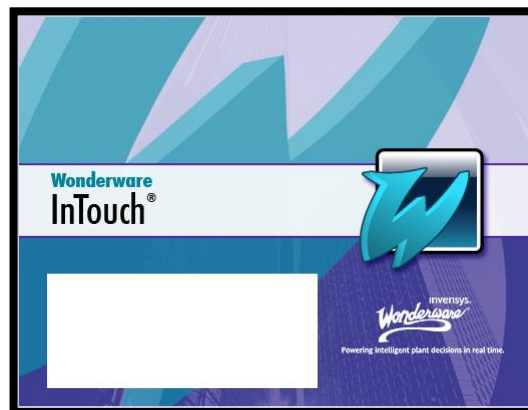 Wonderware
InTouch®
invensys.
Wonderware
Powering intelligent plant decisions in real time.